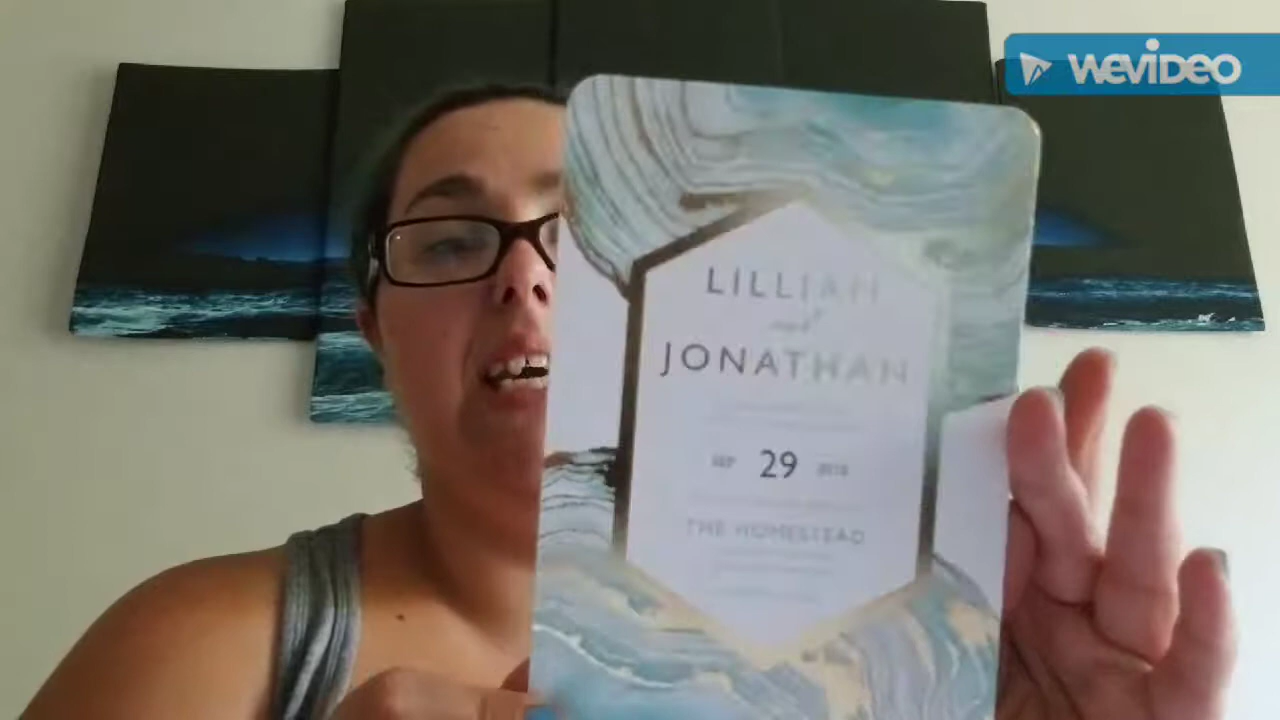 WEVIDEO
LILLIAN
and
JONATHAN
SEP 29 2018
THE HOMESTEAD